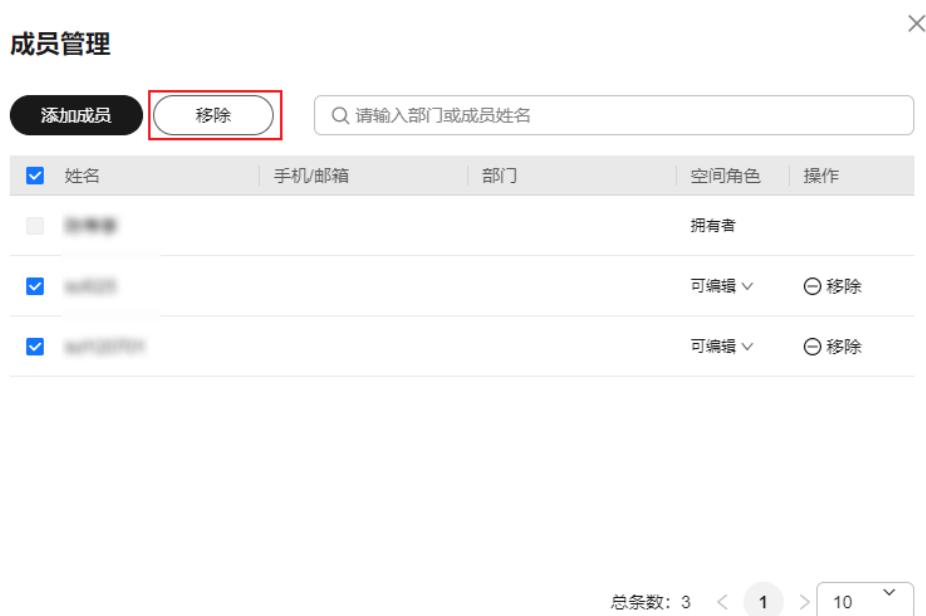 成员管理
添加成员 移除 请输入部门或成员姓名
姓名 手机/邮箱 部门 空间角色 操作
拥有者
可编辑 移除
可编辑 移除
总条数：3 1 10